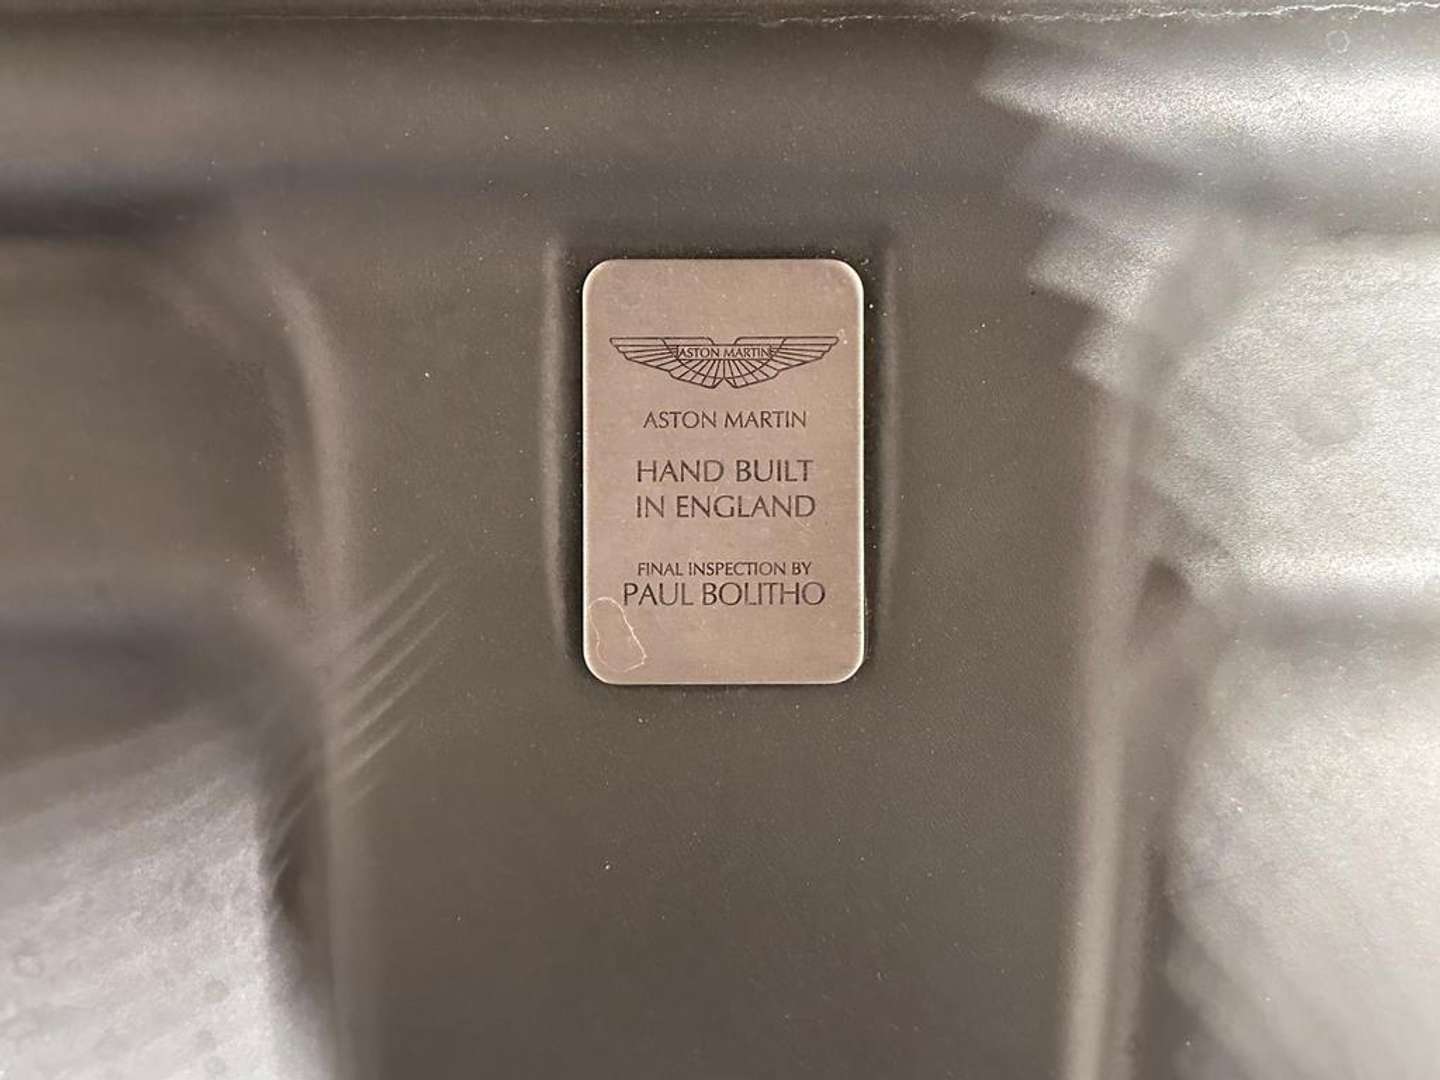 ASTON MARTIN
ASTON MARTIN
HAND BUILT
IN ENGLAND
FINAL INSPECTION BY
PAUL BOLITHO